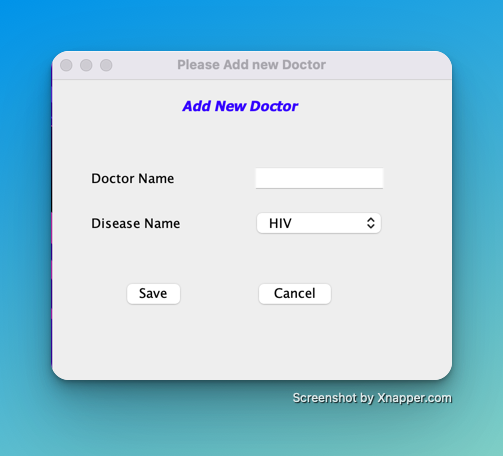 Please Add new Doctor
Add New Doctor
Doctor Name
Disease Name HIV
Save Cancel
Screenshot by Xnapper.com